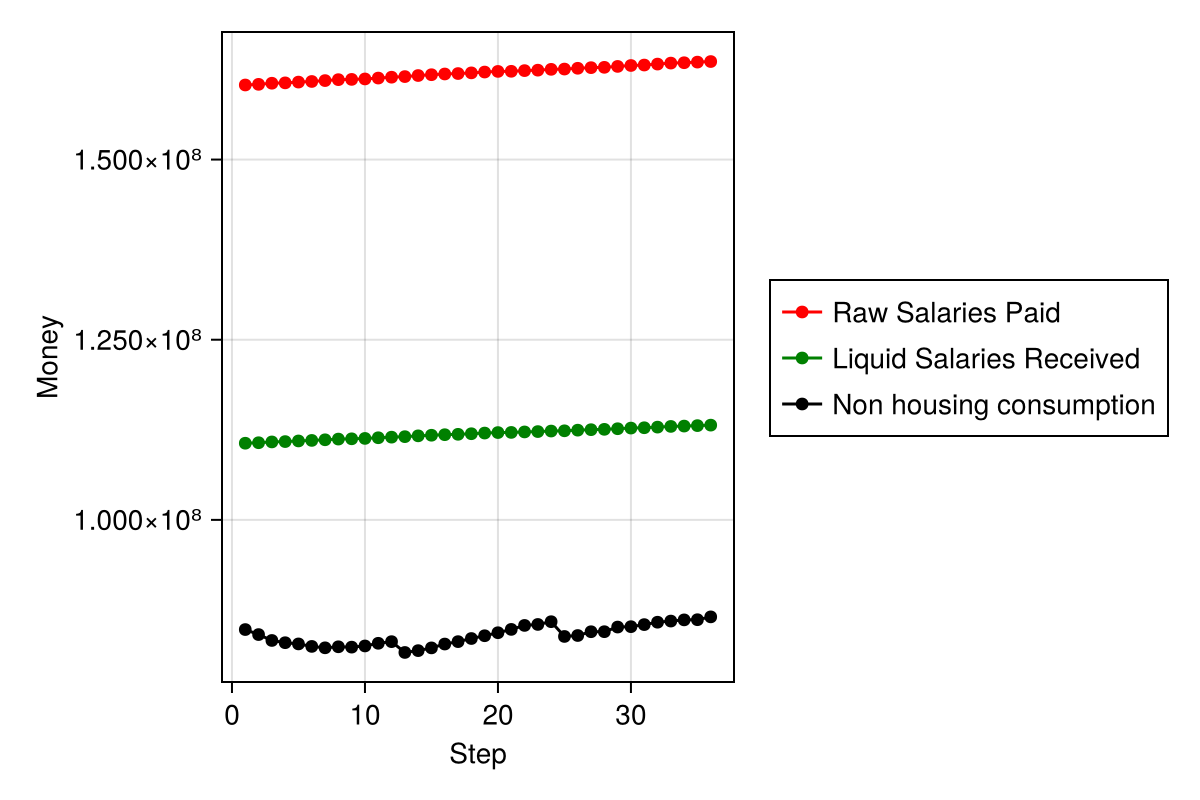 1.500×10⁸
1.250×10⁸
1.000×10⁸
Money
0 10 20 30
Step
Raw Salaries Paid
Liquid Salaries Received
Non housing consumption